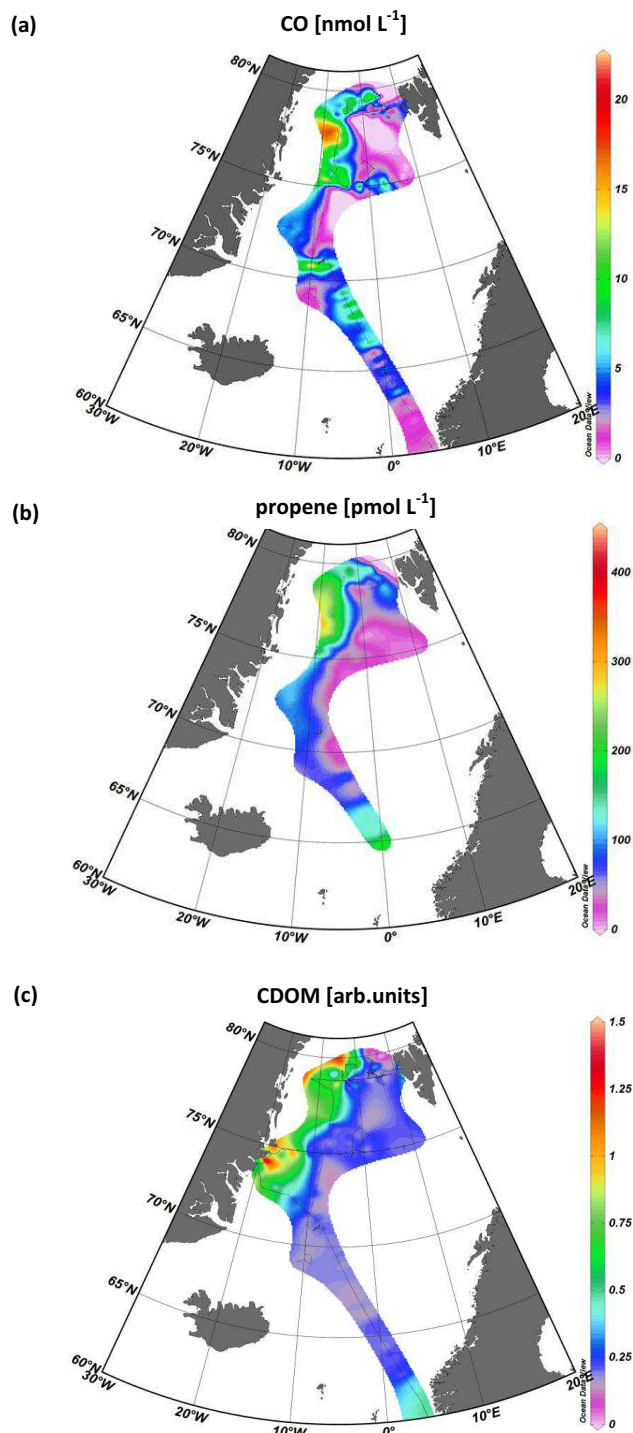 (a)
CO [nmol L-1]
80°N
75°N
70°N
65°N
60°N
30°W
20°W
10°W
0°
10°E
20°E
Ocean Data View
20
15
10
5
0
(b)
propene [pmol L-1]
80°N
75°N
70°N
65°N
60°N
30°W
20°W
10°W
0°
10°E
20°E
Ocean Data View
400
300
200
100
0
(c)
CDOM [arb.units]
80°N
75°N
70°N
65°N
60°N
30°W
20°W
10°W
0°
10°E
20°E
Ocean Data View
1.5
1.25
1
0.75
0.5
0.25
0